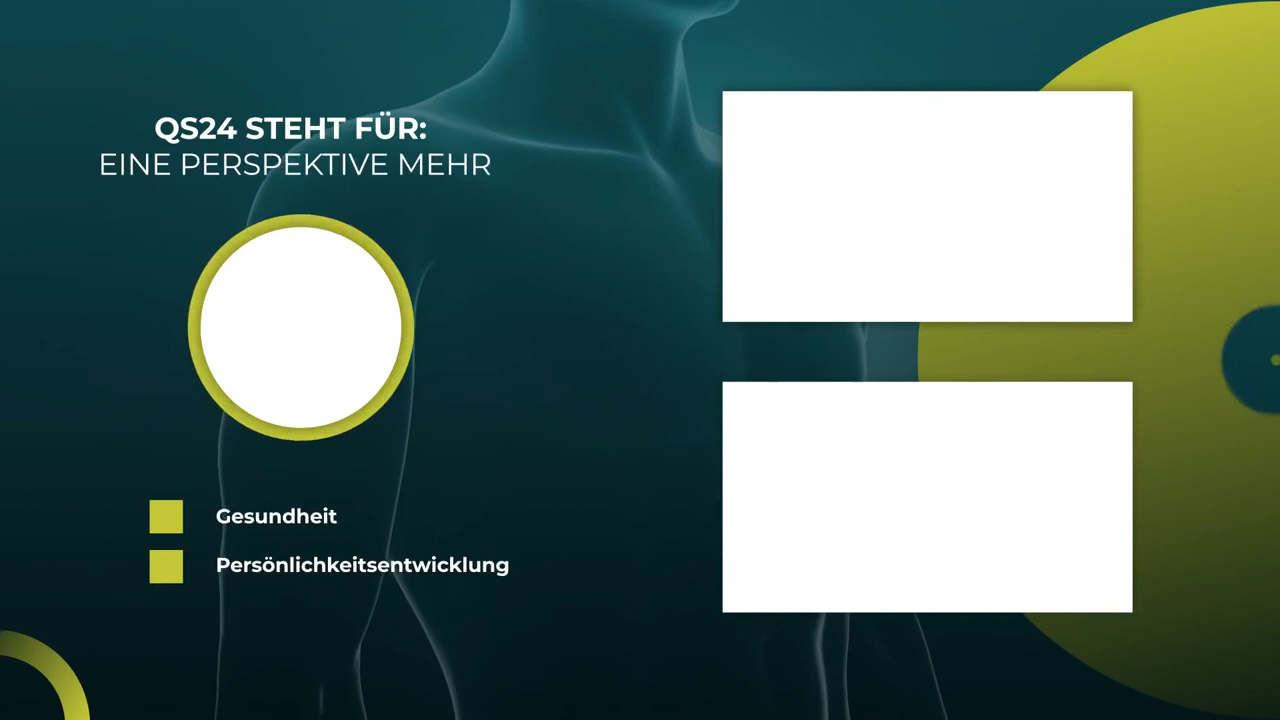 QS24 STEHT FÜR:
EINE PERSPEKTIVE MEHR
Gesundheit
Persönlichkeitsentwicklung